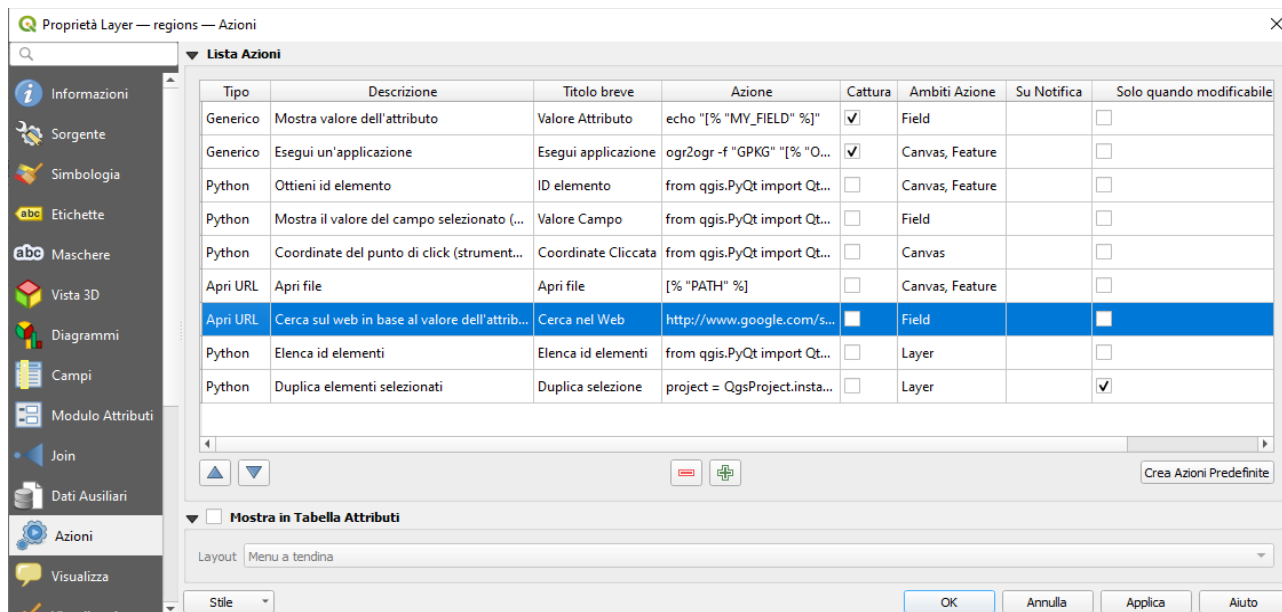 Proprietà Layer — regions — Azioni
Informazioni
Sorgente
Simbologia
abc Etichette
abc Maschere
Vista 3D
Diagrammi
Campi
Modulo Attributi
Join
Dati Ausiliari
Azioni
Visualizza
Lista Azioni
Tipo Descrizione Titolo breve Azione Cattura Ambiti Azione Su Notifica Solo quando modificabile
Generico Mostra valore dell'attributo Valore Attributo echo "[% "MY_FIELD" %]" Field
Generico Esegui un'applicazione Esegui applicazione ogr2ogr -f "GPKG" "[% "O... Canvas, Feature
Python Ottieni id elemento ID elemento from qgis.PyQt import Qt... Canvas, Feature
Python Mostra il valore del campo selezionato (... Valore Campo from qgis.PyQt import Qt... Field
Python Coordinate del punto di click (strument... Coordinate Cliccata from qgis.PyQt import Qt... Canvas
Apri URL Apri file Apri file [% "PATH" %] Canvas, Feature
Apri URL Cerca sul web in base al valore dell'attrib... Cerca nel Web http://www.google.com/s... Field
Python Elenca id elementi Elenca id elementi from qgis.PyQt import Qt... Layer
Python Duplica elementi selezionati Duplica selezione project = QgsProject.insta... Layer
Crea Azioni Predefinite
Mostra in Tabella Attributi
Layout Menu a tendina
Stile OK Annulla Applica Aiuto